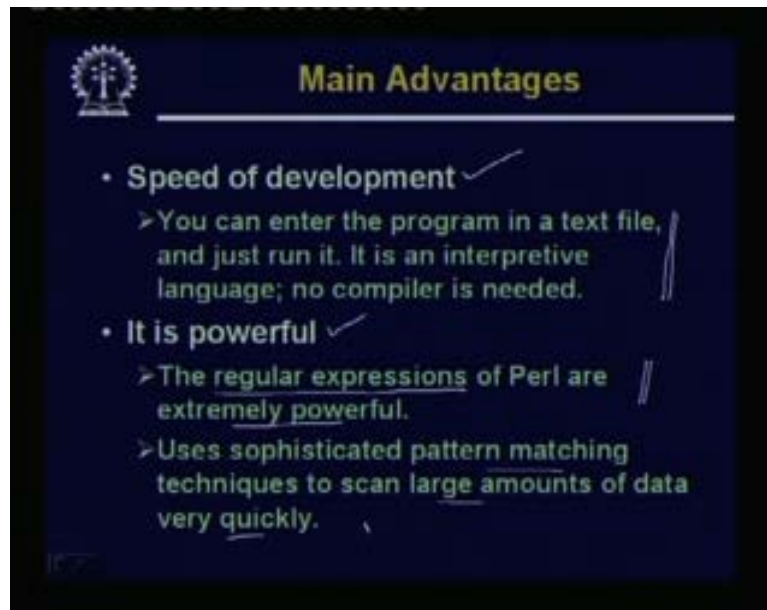 Main Advantages
• Speed of development
➢You can enter the program in a text file,
and just run it. It is an interpretive
language; no compiler is needed.
• It is powerful
➢The regular expressions of Perl are
extremely powerful.
➢Uses sophisticated pattern matching
techniques to scan large amounts of data
very quickly.